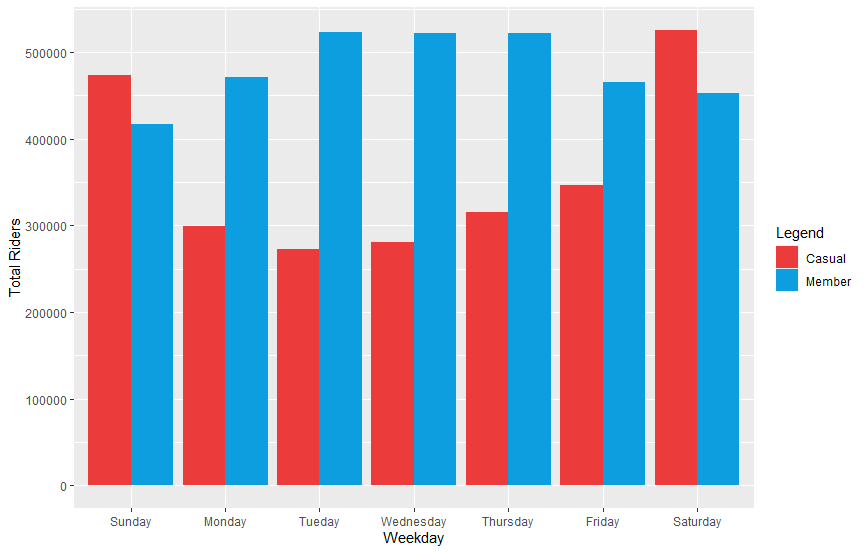 500000
400000
300000
200000
100000
0
Total Riders
Sunday Monday Tueday Wednesday Thursday Friday Saturday
Weekday
Legend
Casual
Member